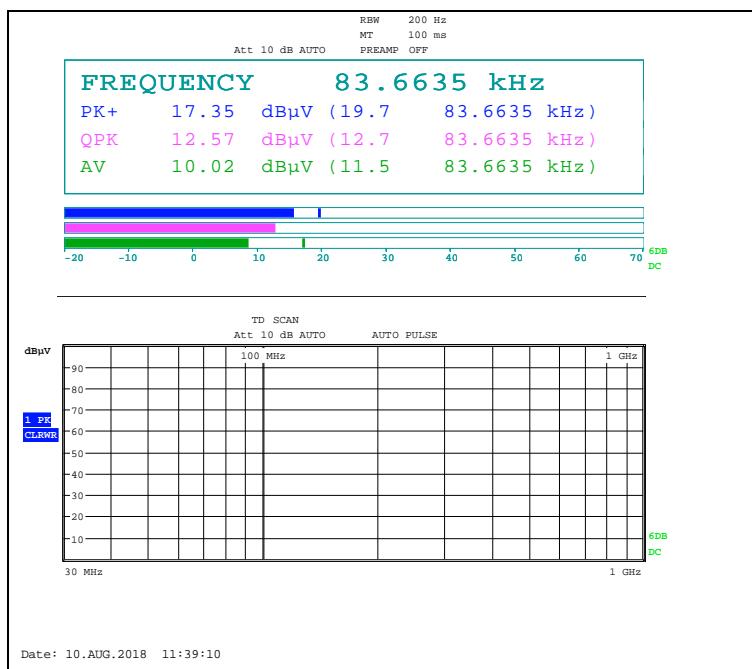 RBW 200 Hz
MT 100 ms
Att 10 dB AUTO PREAMP OFF
FREQUENCY 83.6635 kHz
PK+ 17.35 dBµV (19.7 83.6635 kHz)
QPK 12.57 dBµV (12.7 83.6635 kHz)
AV 10.02 dBµV (11.5 83.6635 kHz)
-20 -10 0 10 20 30 40 50 60 70
6DB
DC
TD SCAN
Att 10 dB AUTO AUTO PULSE
dBµV
100 MHz 1 GHz
90
80
70
1 PK
60
CLRWR
50
40
30
20
10
6DB
DC
30 MHz 1 GHz
Date: 10.AUG.2018 11:39:10